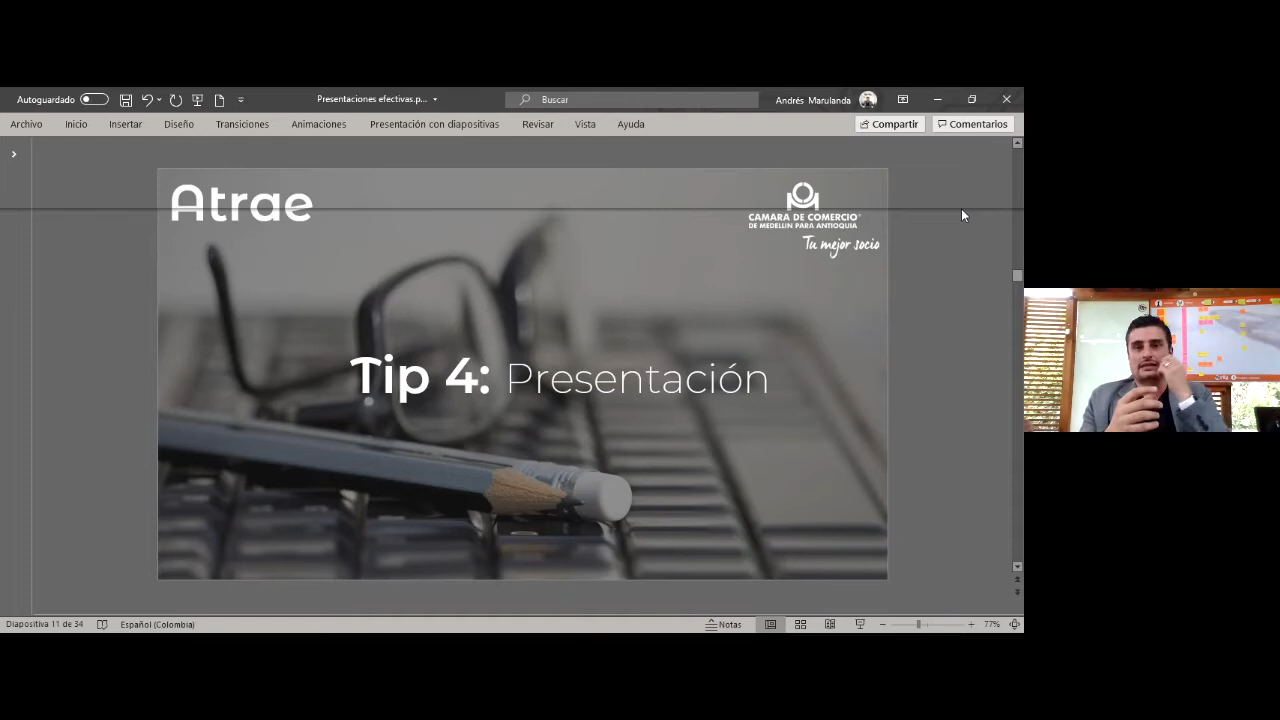 Autoguardado
Presentaciones efectivas.p...
Buscar
Andrés Marulanda
Archivo
Inicio
Insertar
Diseño
Transiciones
Animaciones
Presentación con diapositivas
Revisar
Vista
Ayuda
Compartir
Comentarios
Atrae
CAMARA DE COMERCIO
DE MEDELLIN PARA ANTIOQUIA
Tu mejor socio
Tip 4: Presentación
Diapositiva 11 de 34
Español (Colombia)
Notas
77%